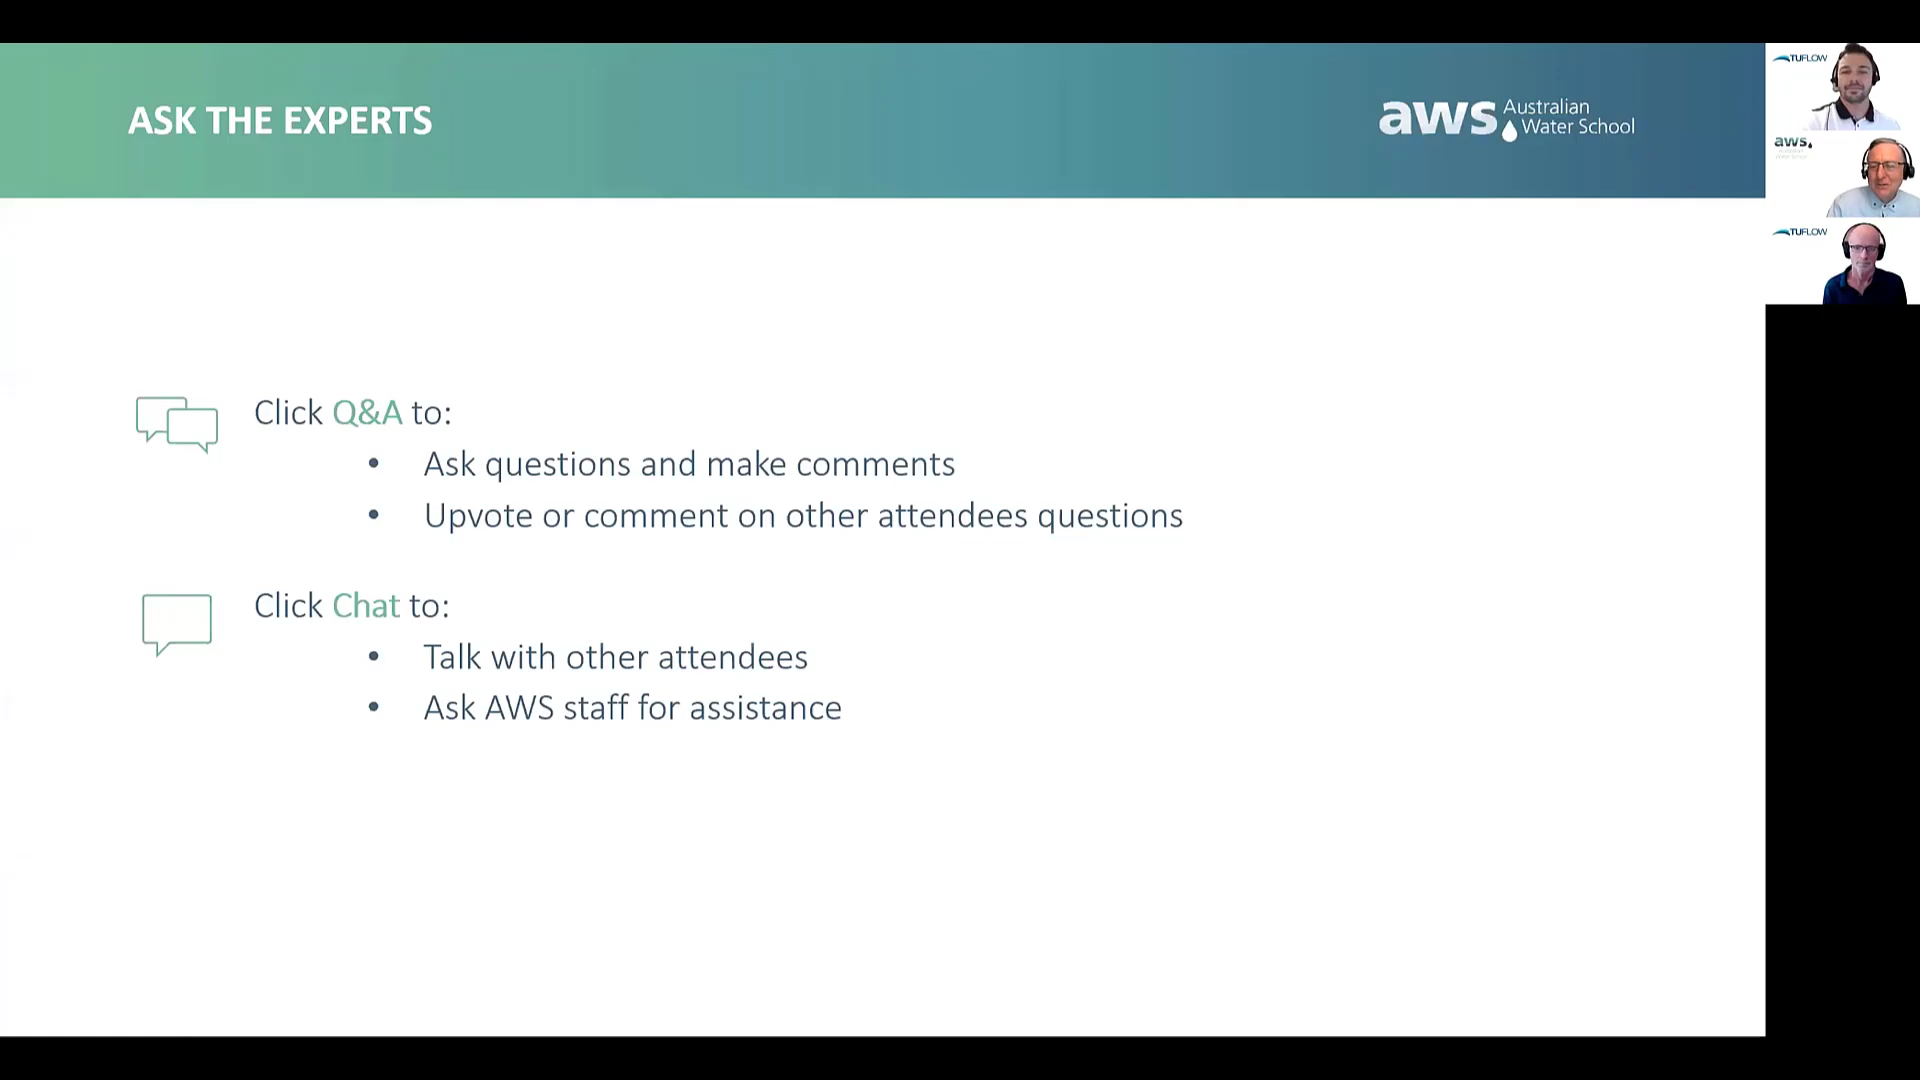 ASK THE EXPERTS
aws Australian
Water School
TUFLOW
aws
TUFLOW
Click Q&A to:
• Ask questions and make comments
• Upvote or comment on other attendees questions
Click Chat to:
• Talk with other attendees
• Ask AWS staff for assistance